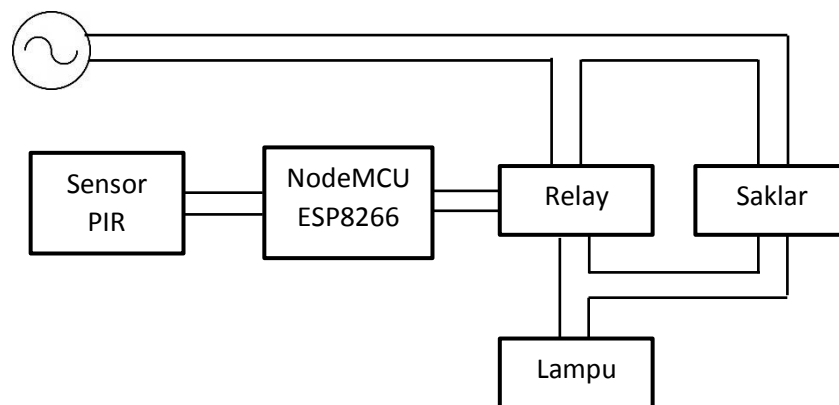 Sensor
PIR
NodeMCU
ESP8266
Relay
Saklar
Lampu